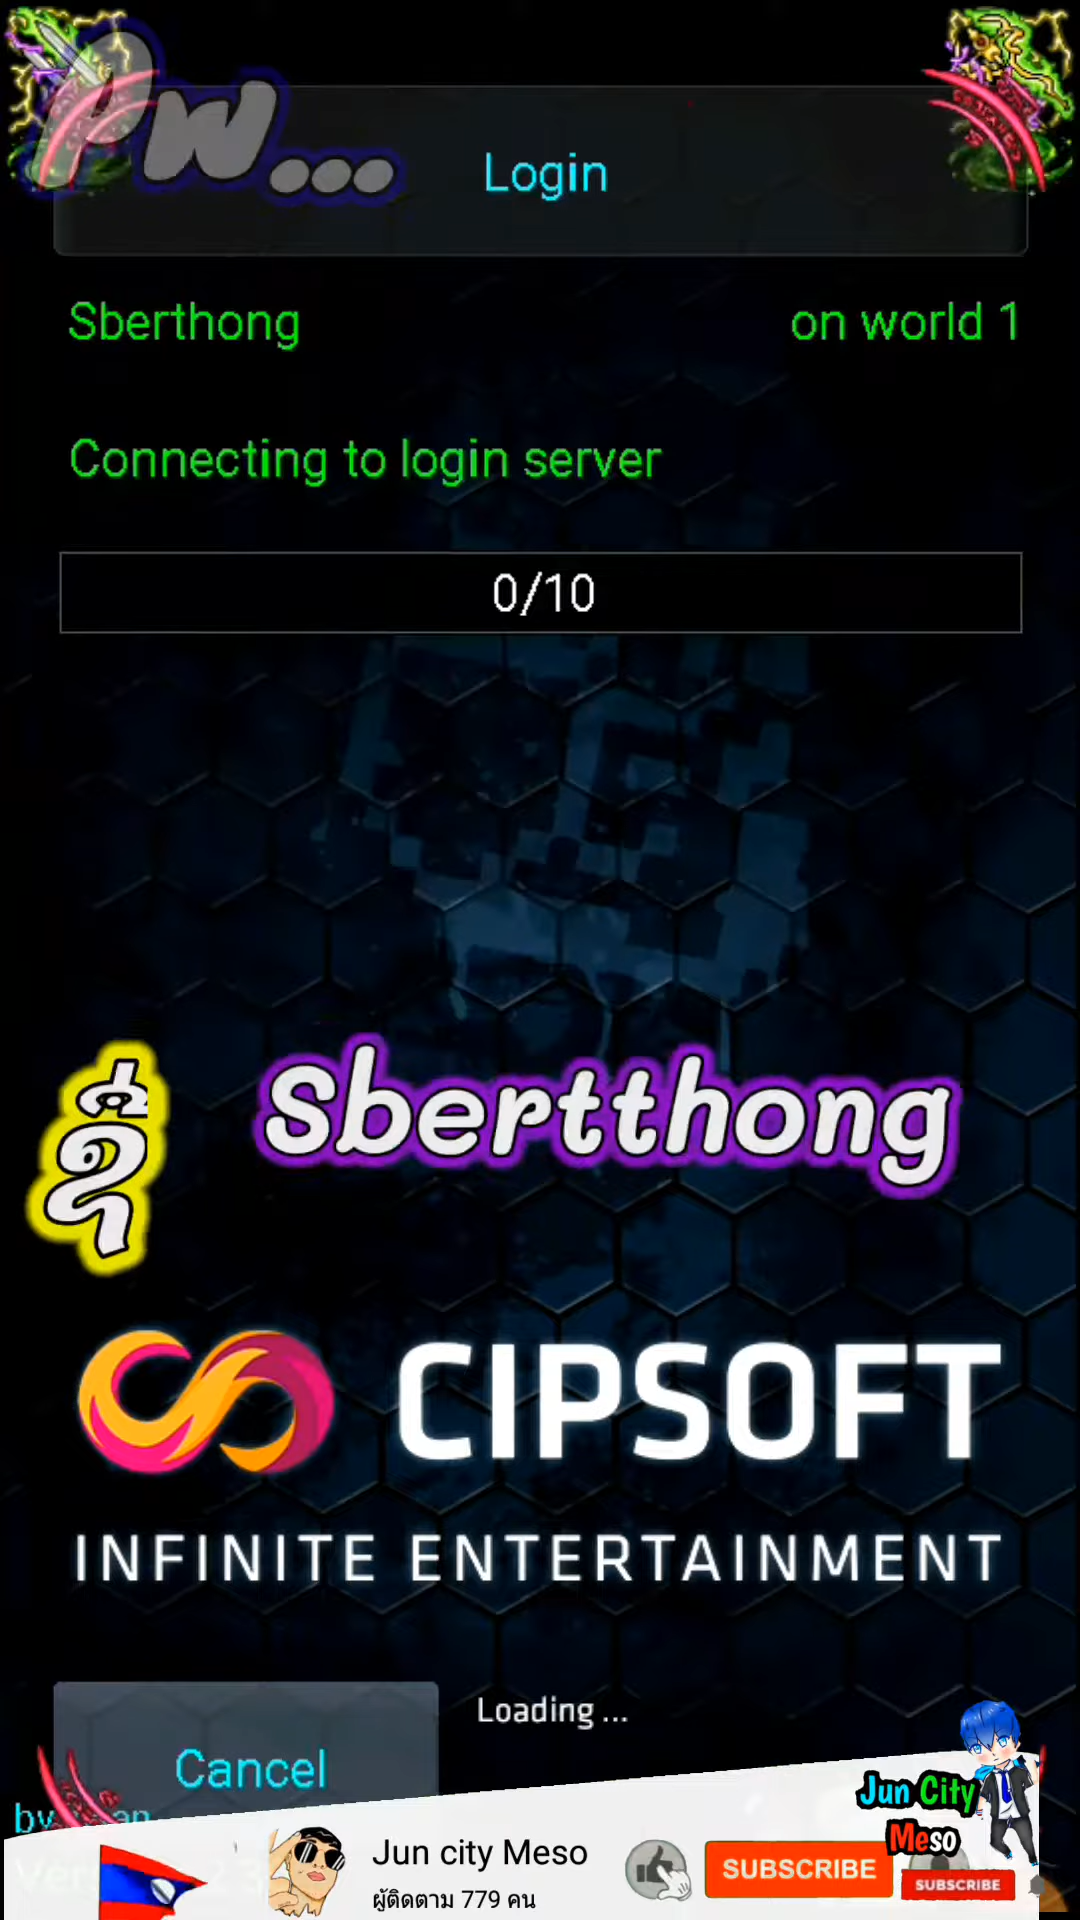 Pw...
Login
Sberthong on world 1
Connecting to login server
0/10
Sbertthong
CIPSOFT
INFINITE ENTERTAINMENT
Loading ...
Cancel
by
Jun City
Meso
Jun city Meso
ผู้ติดตาม 779 คน
SUBSCRIBE
SUBSCRIBE